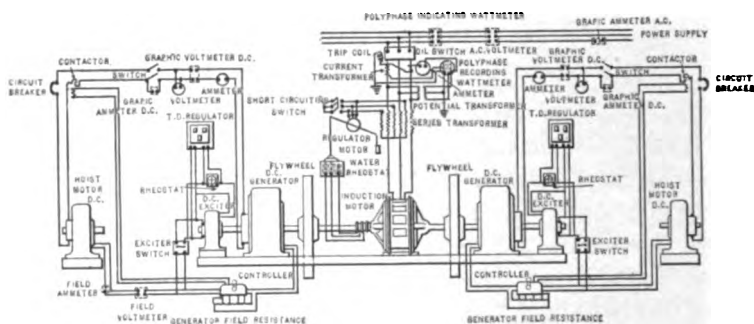 POLYPHASE INDICATING WATTMETER
GRAFIC AMMETER A.C.
POWER SUPPLY
TRIP COIL
OIL SWITCH
A.C. VOLTMETER
CURRENT
TRANSFORMER
POLYPHASE
RECORDING
WATTMETER
AMMETER
POTENTIAL TRANSFORMER
SERIES TRANSFORMER
SHORT CIRCUITING
SWITCH
REGULATOR
MOTOR
WATER
RHEOSTAT
INDUCTION
MOTOR
CONTACTOR
GRAPHIC VOLTMETER D.C.
SWITCH
CIRCUIT
BREAKER
GRAFIC
AMMETER D.C.
VOLTMETER
AMMETER
T.D. REGULATOR
RHEOSTAT
D.C.
EXCITER
D.C.
GENERATOR
FLYWHEEL
HOIST
MOTOR
D.C.
EXCITER
SWITCH
CONTROLLER
FIELD
AMMETER
FIELD
VOLTMETER
GENERATOR FIELD RESISTANCE
GRAPHIC
VOLTMETER D.C.
CONTACTOR
SWITCH
CIRCUIT
BREAKER
AMMETER
VOLTMETER
GRAPHIC
AMMETER D.C.
T.D. REGULATOR
FLYWHEEL
D.C.
GENERATOR
RHEOSTAT
D.C.
EXCITER
HOIST
MOTOR
D.C.
EXCITER
SWITCH
CONTROLLER
GENERATOR FIELD RESISTANCE